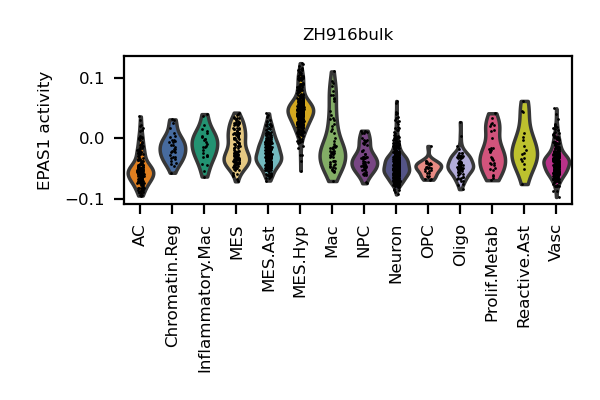 ZH916bulk
EPAS1 activity
0.1
0.0
−0.1
AC
Chromatin.Reg
Inflammatory.Mac
MES
MES.Ast
MES.Hyp
Mac
NPC
Neuron
OPC
Oligo
Prolif.Metab
Reactive.Ast
Vasc